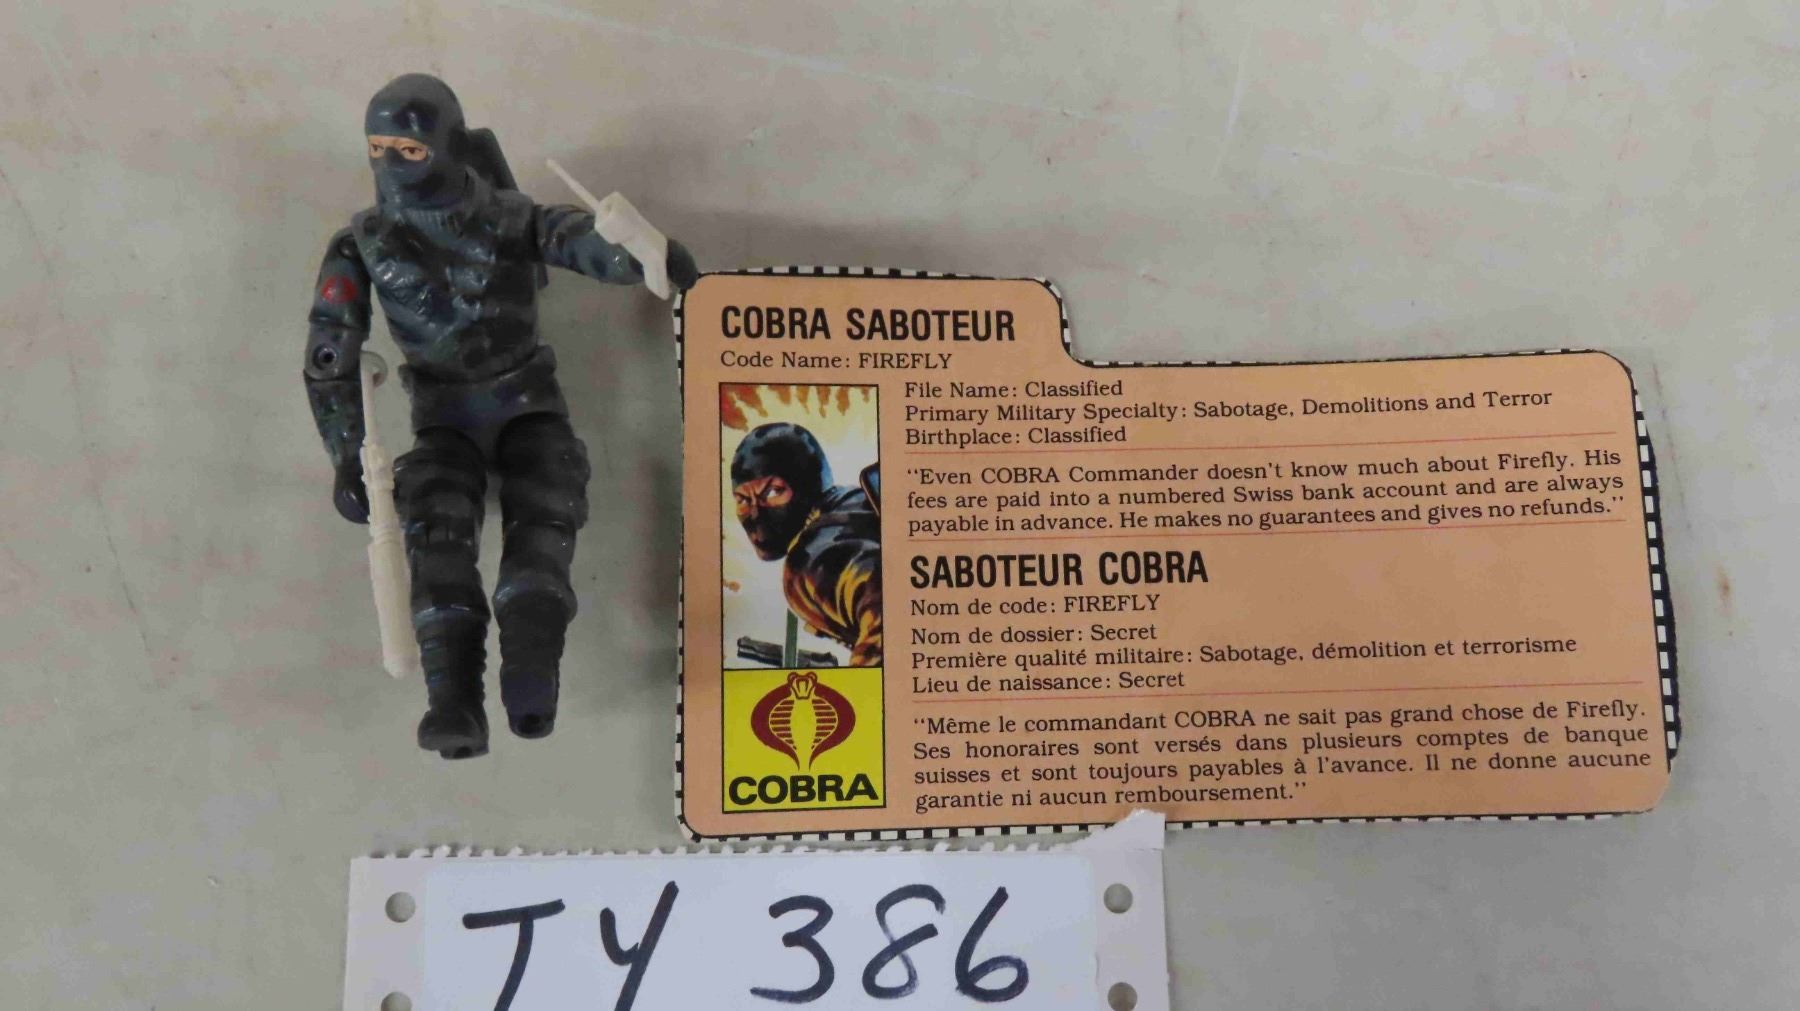 COBRA SABOTEUR
Code Name: FIREFLY
File Name: Classified
Primary Military Specialty: Sabotage, Demolitions and Terror
Birthplace: Classified
"Even COBRA Commander doesn't know much about Firefly. His
fees are paid into a numbered Swiss bank account and are always
payable in advance. He makes no guarantees and gives no refunds."
SABOTEUR COBRA
Nom de code: FIREFLY
Nom de dossier: Secret
Première qualité militaire: Sabotage, démolition et terrorisme
Lieu de naissance: Secret
"Même le commandant COBRA ne sait pas grand chose de Firefly.
Ses honoraires sont versés dans plusieurs comptes de banque
suisses et sont toujours payables à l'avance. Il ne donne aucune
garantie ni aucun remboursement."
COBRA
TY 386